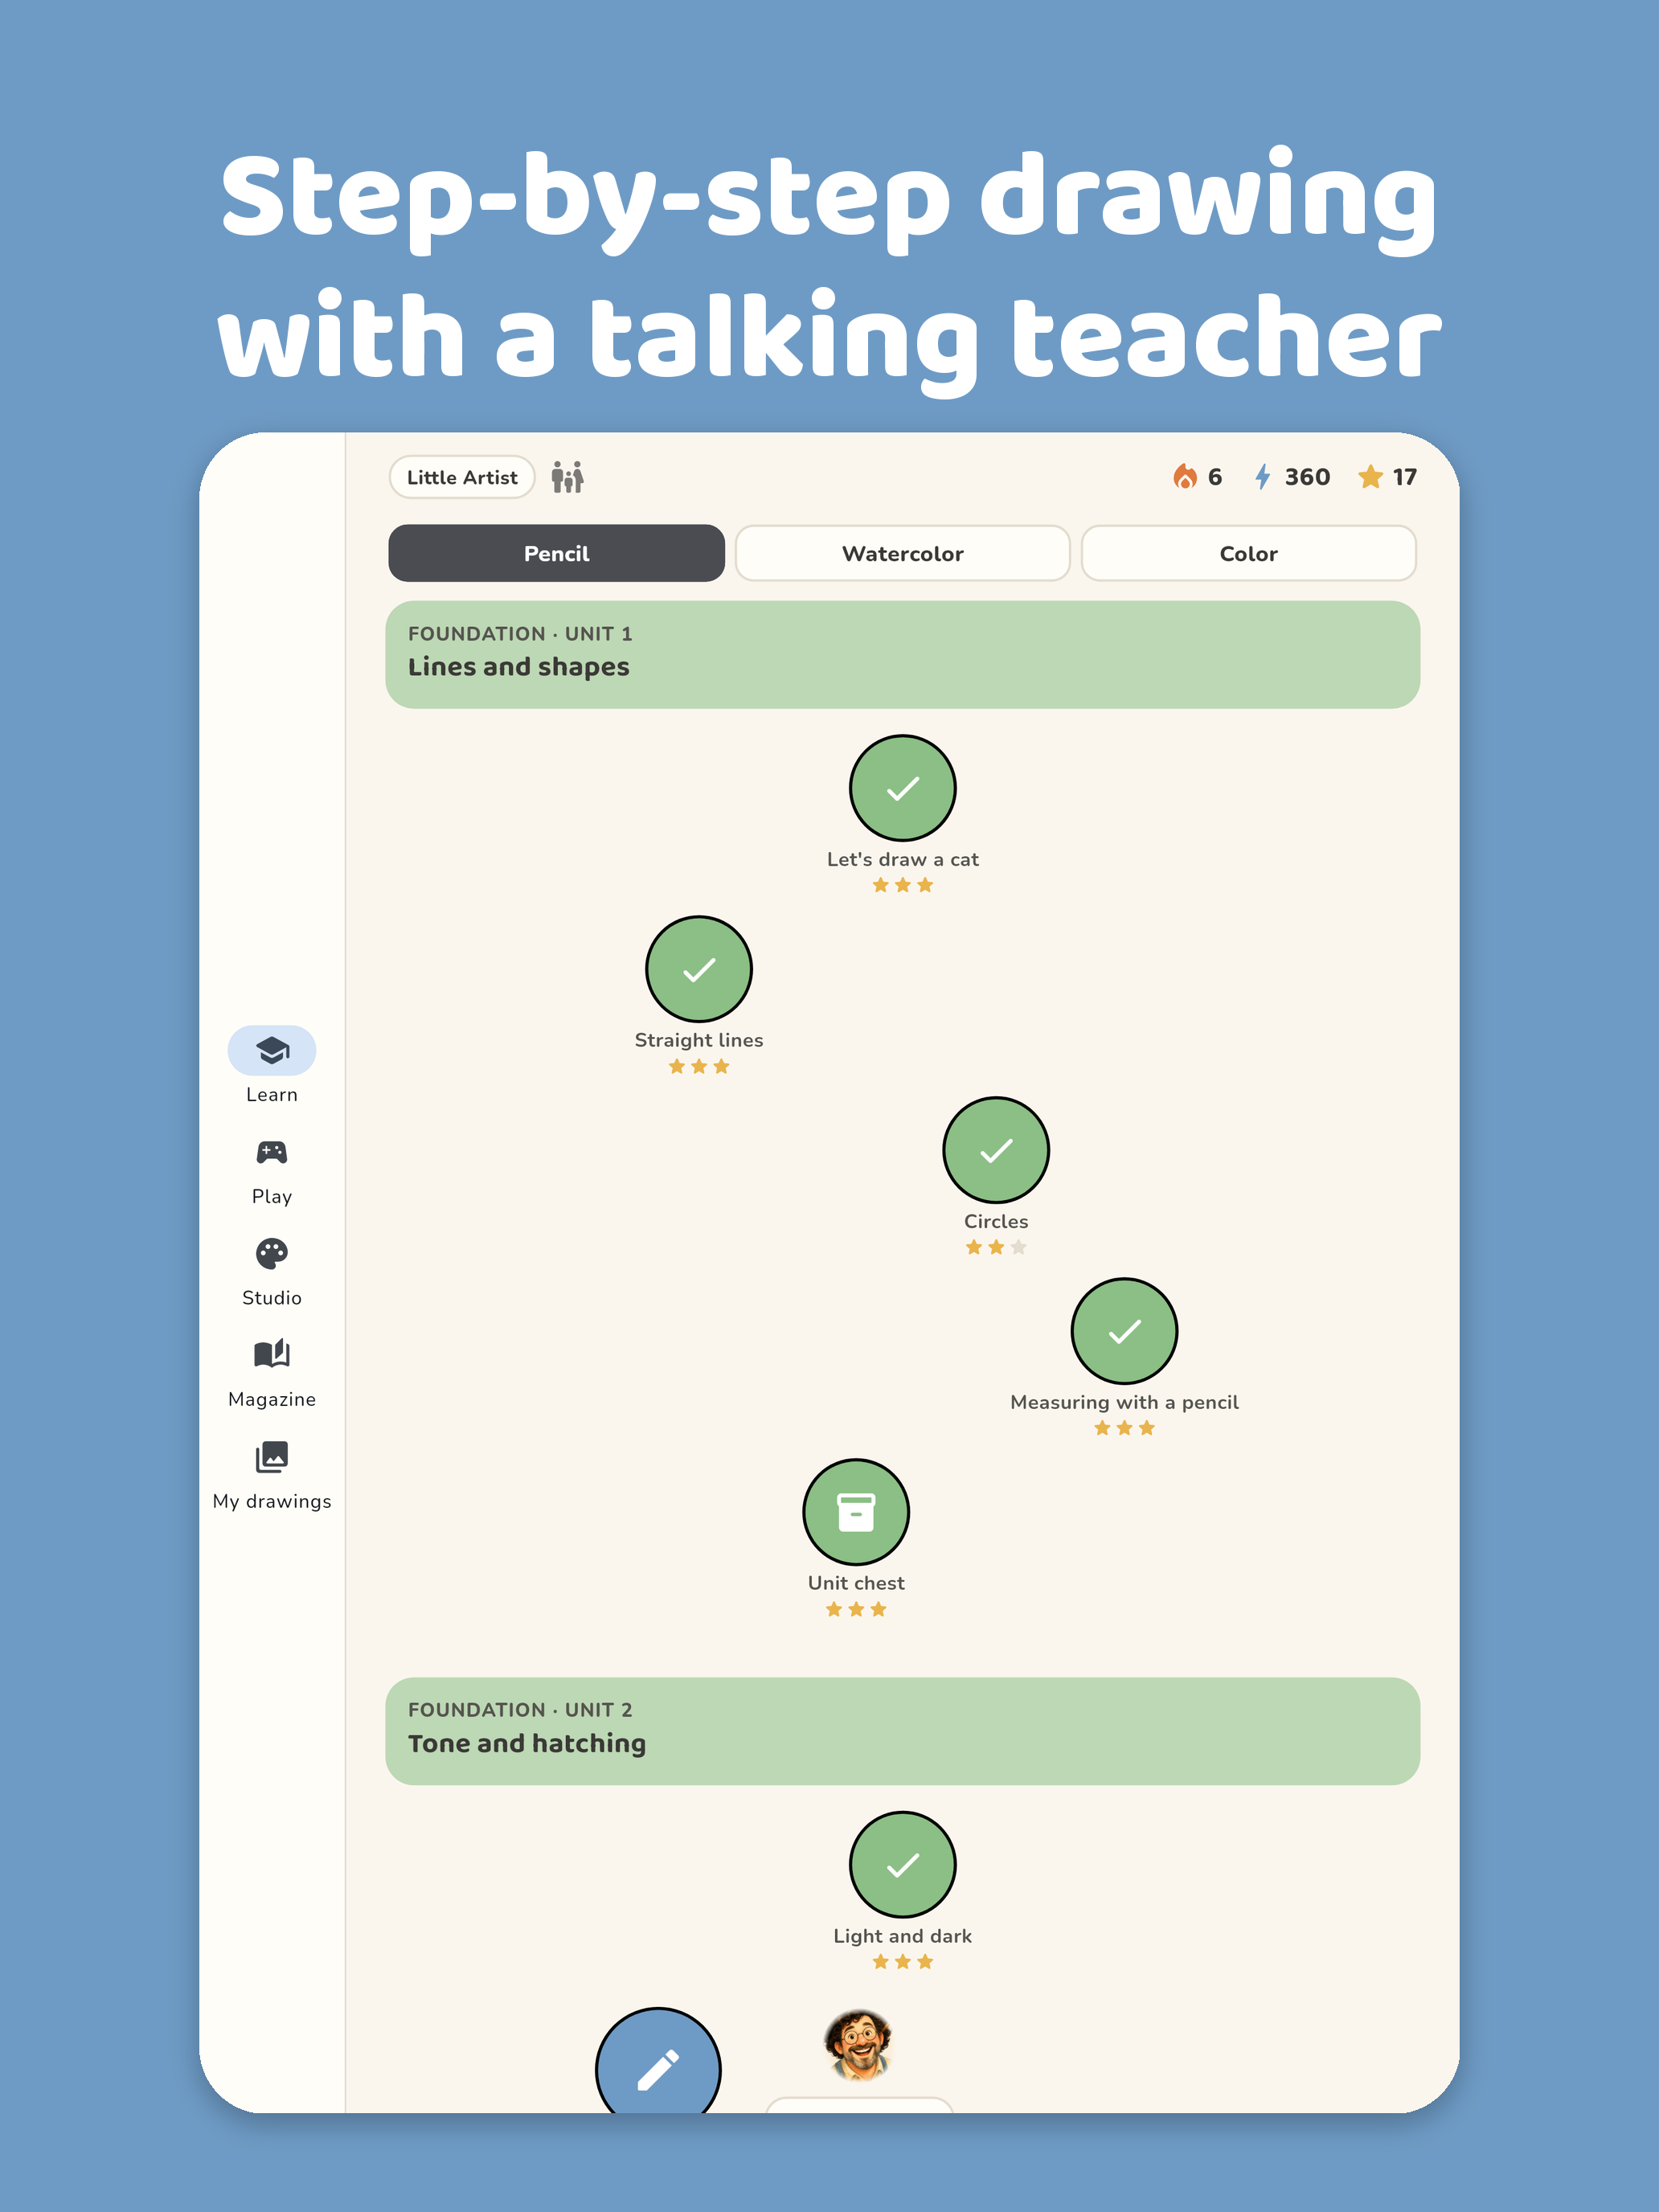 Step-by-step drawing
with a talking teacher
Little Artist
6
360
17
Pencil
Watercolor
Color
FOUNDATION · UNIT 1
Lines and shapes
Let's draw a cat
Straight lines
Circles
Measuring with a pencil
Unit chest
FOUNDATION · UNIT 2
Tone and hatching
Light and dark
Learn
Play
Studio
Magazine
My drawings